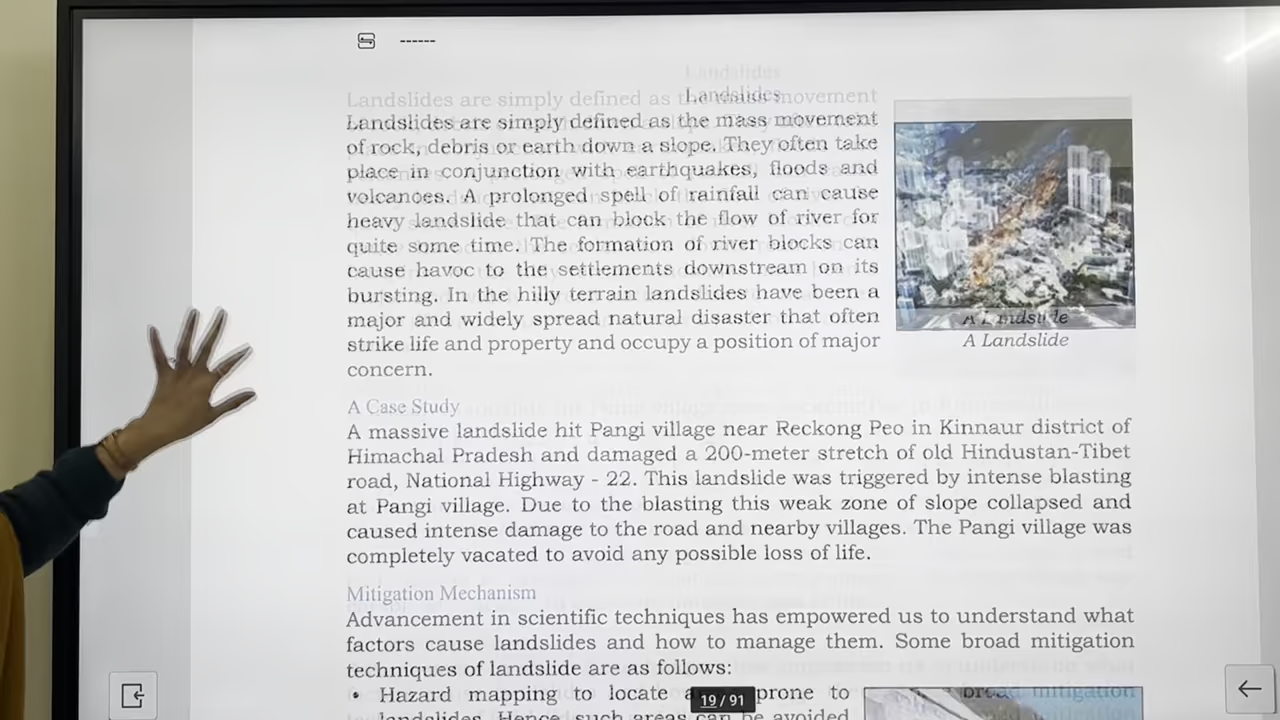 ------
Landslides
Landslides are simply defined as the mass movement
of rock, debris or earth down a slope. They often take
place in conjunction with earthquakes, floods and
volcanoes. A prolonged spell of rainfall can cause
heavy landslide that can block the flow of river for
quite some time. The formation of river blocks can
cause havoc to the settlements downstream on its
bursting. In the hilly terrain landslides have been a
major and widely spread natural disaster that often
strike life and property and occupy a position of major
concern.
A Landslide
A Case Study
A massive landslide hit Pangi village near Reckong Peo in Kinnaur district of
Himachal Pradesh and damaged a 200-meter stretch of old Hindustan-Tibet
road, National Highway - 22. This landslide was triggered by intense blasting
at Pangi village. Due to the blasting this weak zone of slope collapsed and
caused intense damage to the road and nearby villages. The Pangi village was
completely vacated to avoid any possible loss of life.
Mitigation Mechanism
Advancement in scientific techniques has empowered us to understand what
factors cause landslides and how to manage them. Some broad mitigation
techniques of landslide are as follows:
• Hazard mapping to locate prone to
landslides. Hence such areas can be avoided
19 / 91